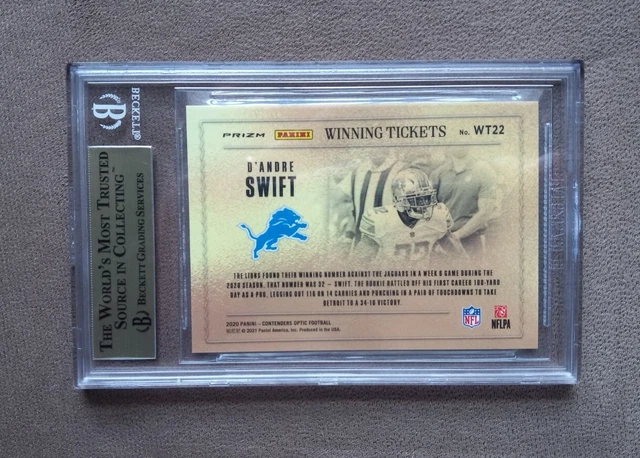 BECKETT®
B
THE WORLD'S MOST TRUSTED
SOURCE IN COLLECTING™
BECKETT GRADING SERVICES
PRIZM PANINI WINNING TICKETS No. WT22
D'ANDRE
SWIFT
THE LIONS FOUND THEIR WINNING NUMBER AGAINST THE JAGUARS IN A WEEK 6 GAME DURING THE
2020 SEASON. THAT NUMBER WAS 32 – SWIFT. THE ROOKIE RATTLED OFF HIS FIRST CAREER 100-YARD
DAY AS A PRO, LEGGING OUT 116 ON 14 CARRIES AND PUNCHING IN A PAIR OF TOUCHDOWNS TO TAKE
DETROIT TO A 34-16 VICTORY.
2020 PANINI – CONTENDERS OPTIC FOOTBALL
© 2021 Panini America, Inc. Produced in the USA.
NFL
NFLPA